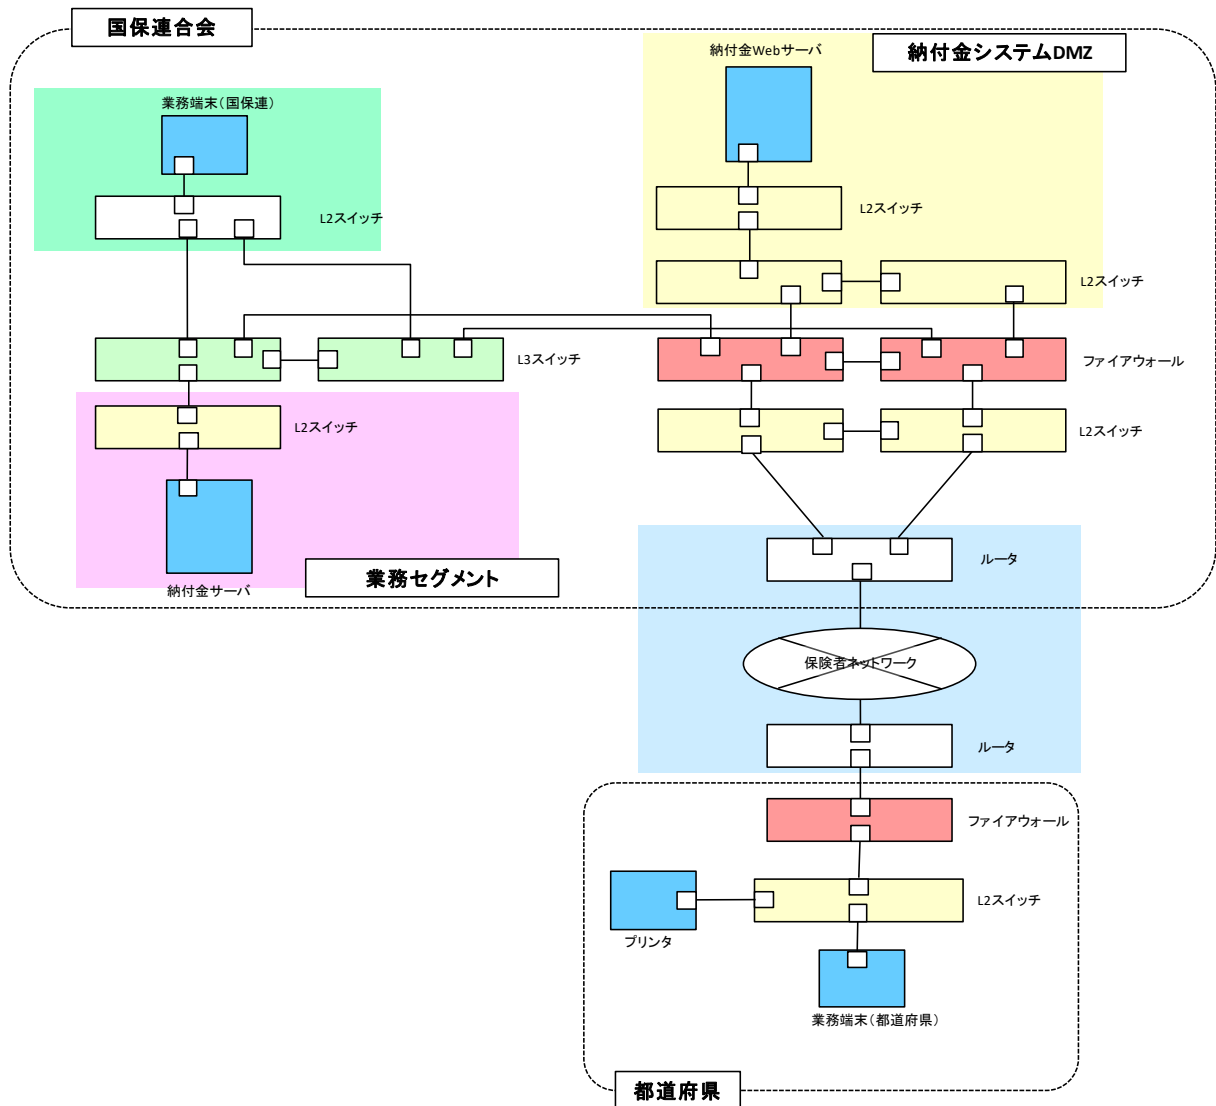 国保連合会
納付金システムDMZ
納付金Webサーバ
業務端末(国保連)
L2スイッチ
L2スイッチ
L2スイッチ
L3スイッチ
ファイアウォール
L2スイッチ
L2スイッチ
業務セグメント
納付金サーバ
ルータ
保険者ネットワーク
ルータ
ファイアウォール
L2スイッチ
プリンタ
業務端末(都道府県)
都道府県